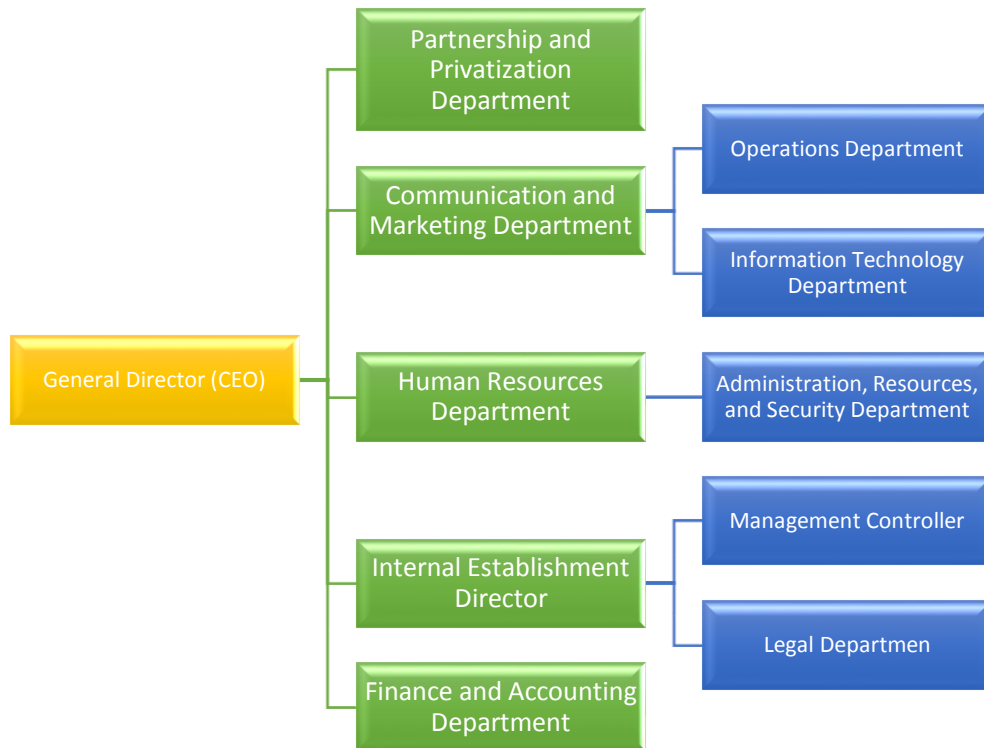 Partnership and
Privatization
Department
Operations Department
Communication and
Marketing Department
Information Technology
Department
General Director (CEO)
Human Resources
Department
Administration, Resources,
and Security Department
Management Controller
Internal Establishment
Director
Legal Departmen
Finance and Accounting
Department